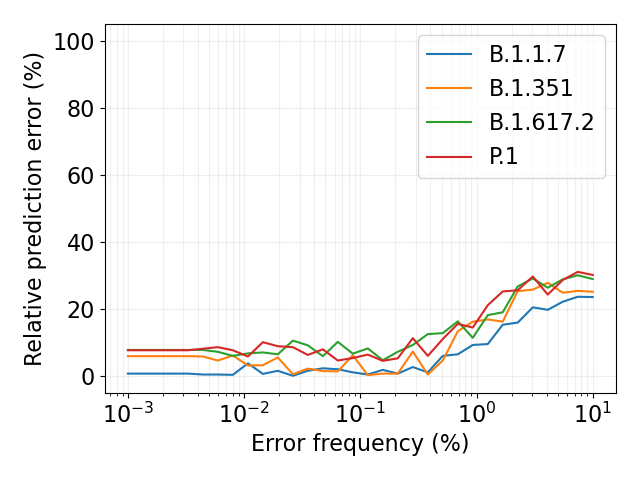 Relative prediction error (%)
100
80
60
40
20
0
B.1.1.7
B.1.351
B.1.617.2
P.1
10⁻³ 10⁻² 10⁻¹ 10⁰ 10¹
Error frequency (%)